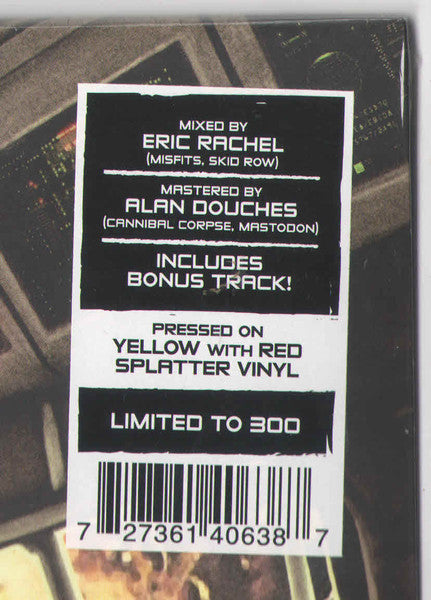 MIXED BY
ERIC RACHEL
(MISFITS, SKID ROW)
MASTERED BY
ALAN DOUCHES
(CANNIBAL CORPSE, MASTODON)
INCLUDES
BONUS TRACK!
PRESSED ON
YELLOW WITH RED
SPLATTER VINYL
LIMITED TO 300
7 27361 40638 7